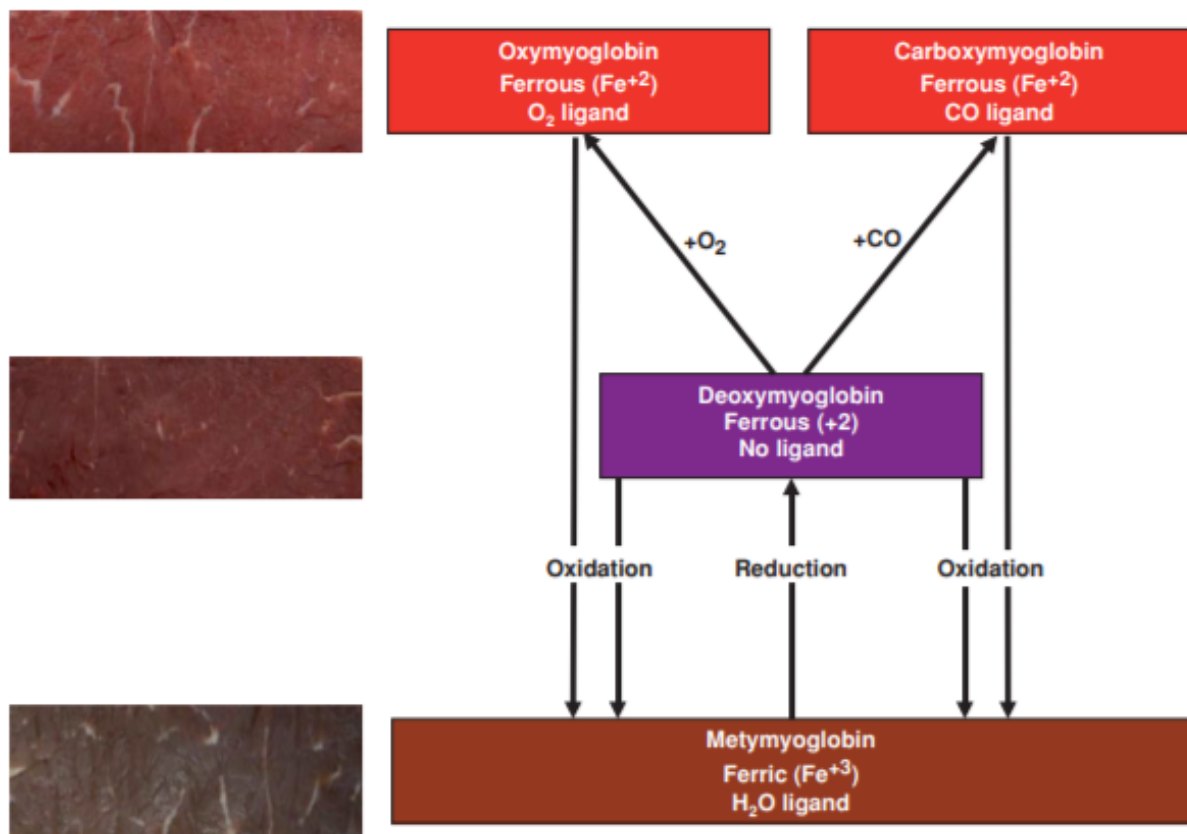 Oxymyoglobin
Ferrous (Fe⁺²)
O₂ ligand
Carboxymyoglobin
Ferrous (Fe⁺²)
CO ligand
+O₂
+CO
Deoxymyoglobin
Ferrous (+2)
No ligand
Oxidation
Reduction
Oxidation
Metymyoglobin
Ferric (Fe⁺³)
H₂O ligand